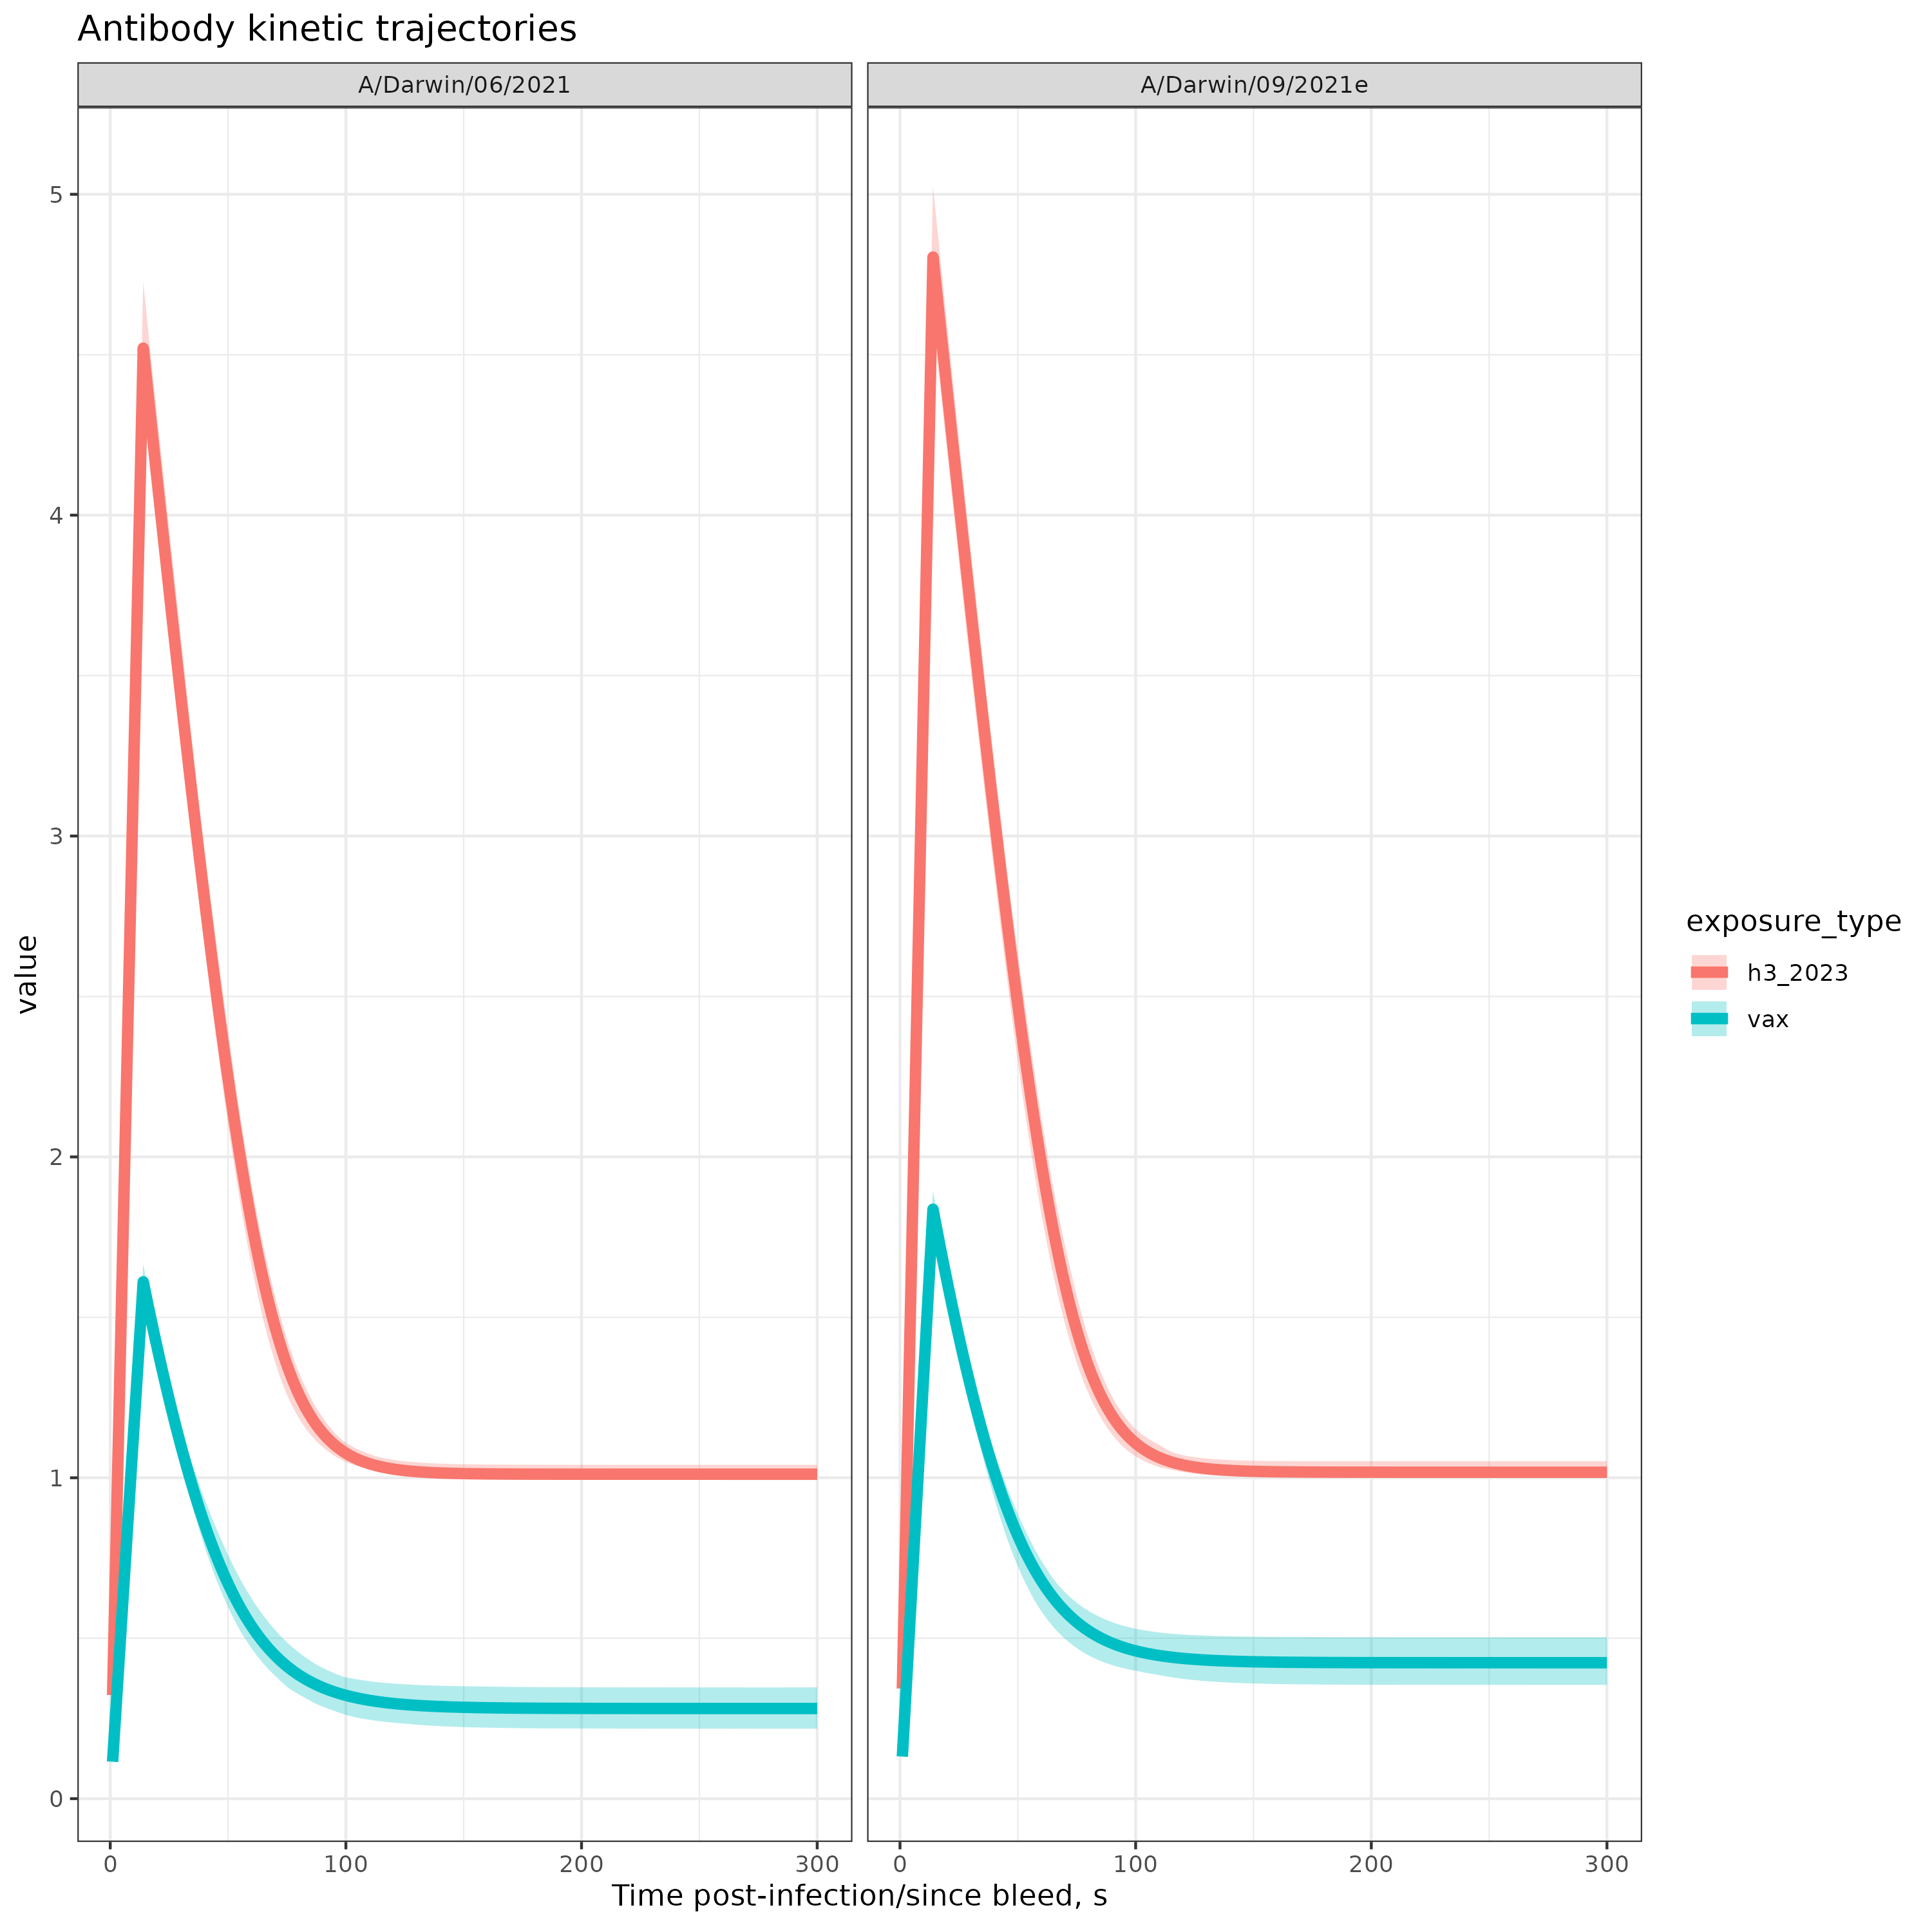 Antibody kinetic trajectories
A/Darwin/06/2021
A/Darwin/09/2021e
5
4
3
2
1
0
value
0 100 200 300
0 100 200 300
Time post-infection/since bleed, s
exposure_type
h3_2023
vax